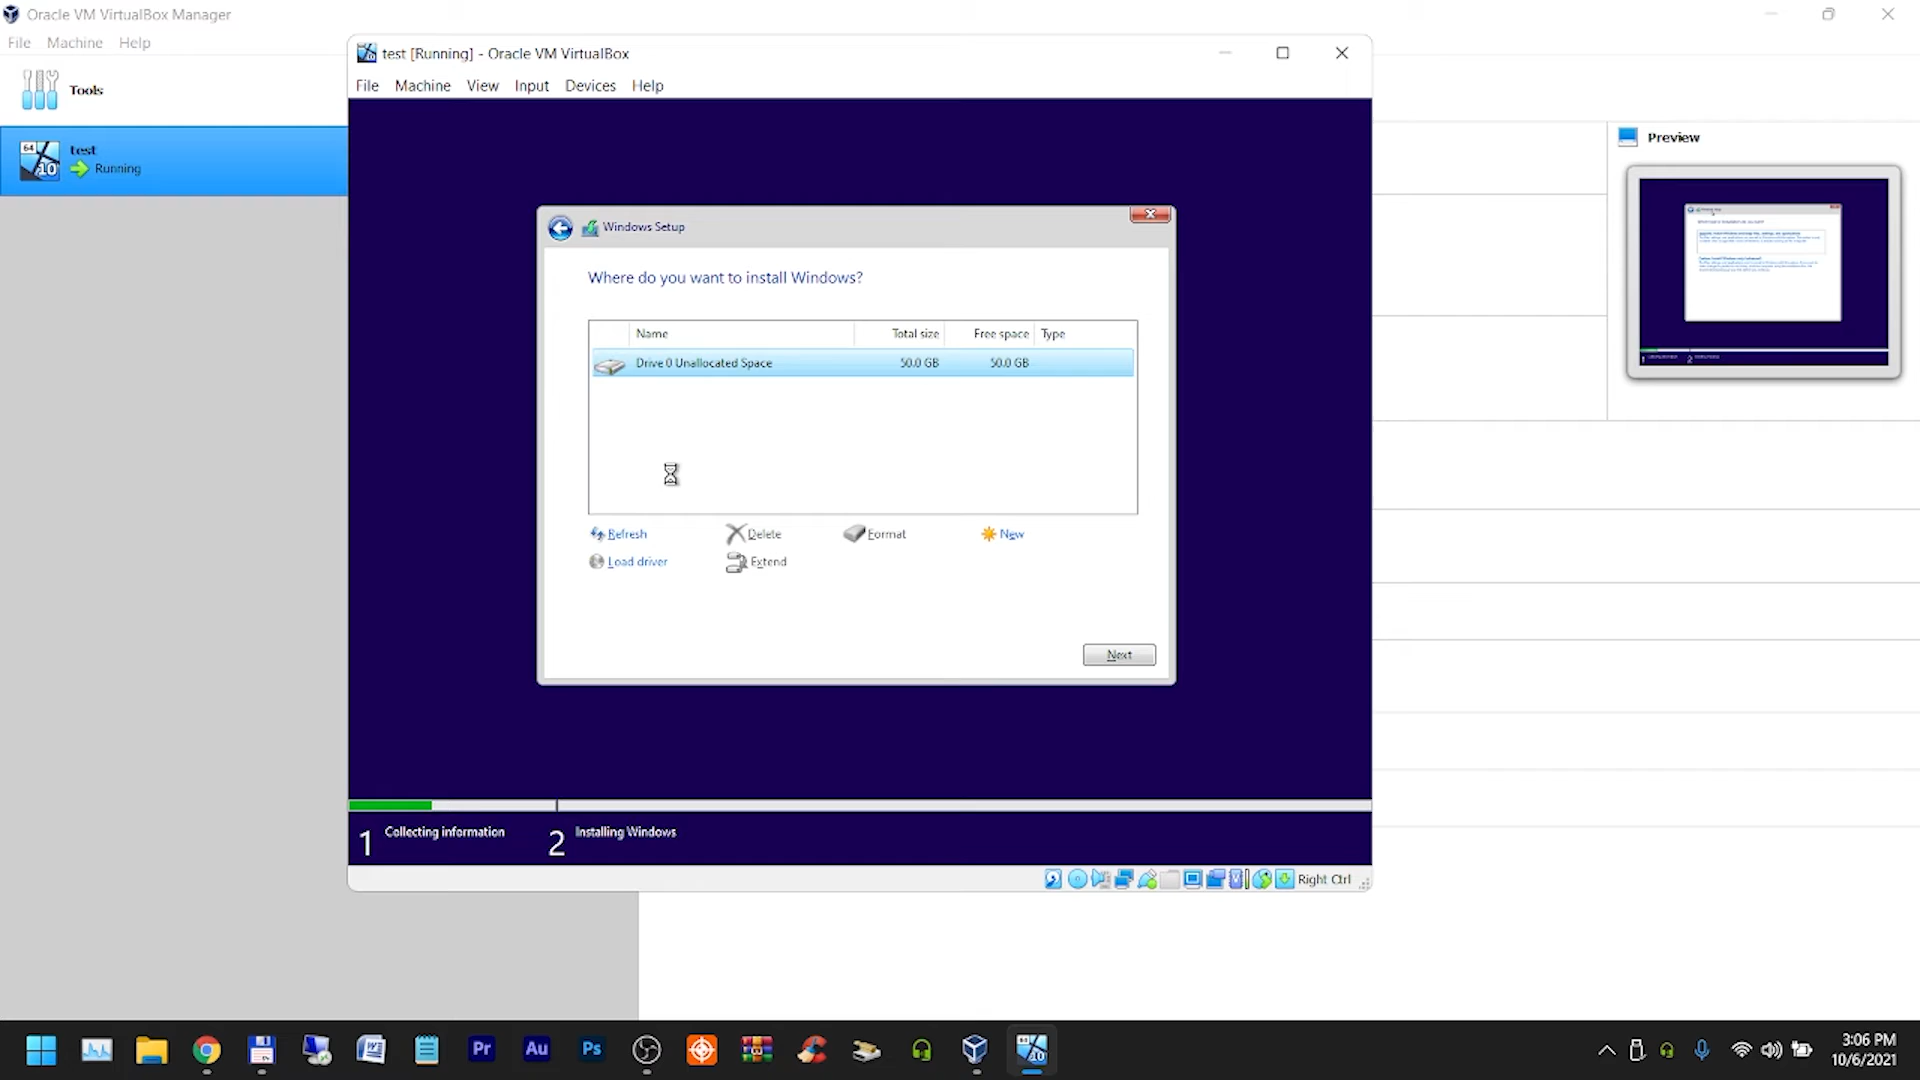 Oracle VM VirtualBox Manager
File Machine Help
Tools
64
10
test
Running
test [Running] - Oracle VM VirtualBox
File Machine View Input Devices Help
Windows Setup
Where do you want to install Windows?
Name Total size Free space Type
Drive 0 Unallocated Space 50.0 GB 50.0 GB
Refresh Delete Format New
Load driver Extend
Next
1 Collecting information 2 Installing Windows
Right Ctrl
Preview
Pr Au Ps
10
3:06 PM
10/6/2021